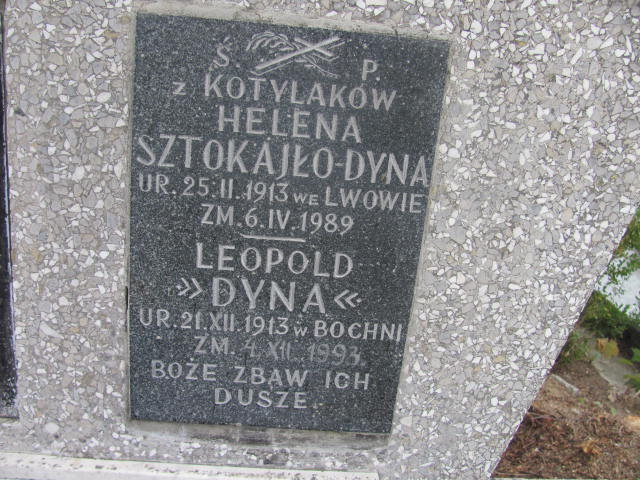 Ś. P.
z KOTYLAKÓW
HELENA
SZTOKAJŁO-DYNA
UR. 25.II.1913 WE LWOWIE
ZM. 6.IV.1989
LEOPOLD
»DYNA«
UR. 21.XII.1913 W BOCHNI
ZM. 4.XII.1993.
BOŻE ZBAW ICH
DUSZE.